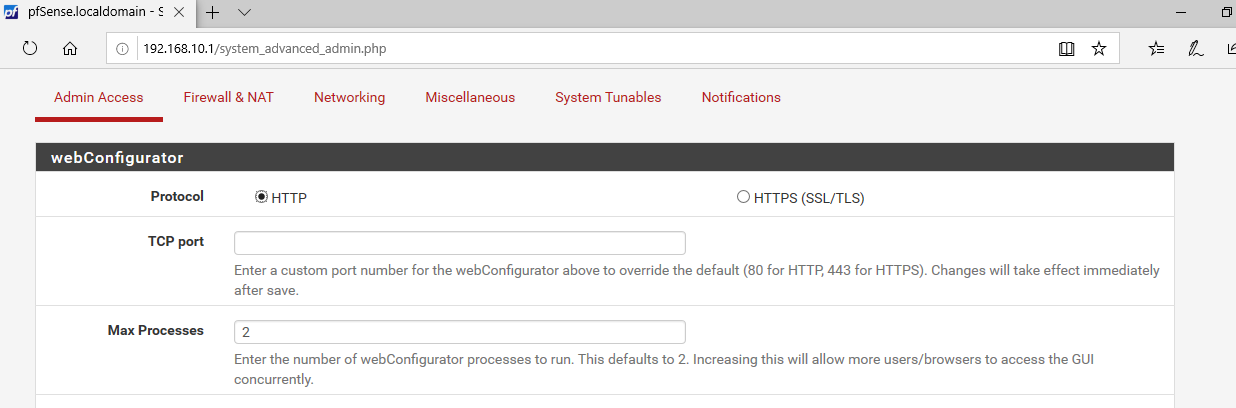 pfSense.localdomain - S
192.168.10.1/system_advanced_admin.php
Admin Access Firewall & NAT Networking Miscellaneous System Tunables Notifications
webConfigurator
Protocol HTTP HTTPS (SSL/TLS)
TCP port
Enter a custom port number for the webConfigurator above to override the default (80 for HTTP, 443 for HTTPS). Changes will take effect immediately
after save.
Max Processes 2
Enter the number of webConfigurator processes to run. This defaults to 2. Increasing this will allow more users/browsers to access the GUI
concurrently.